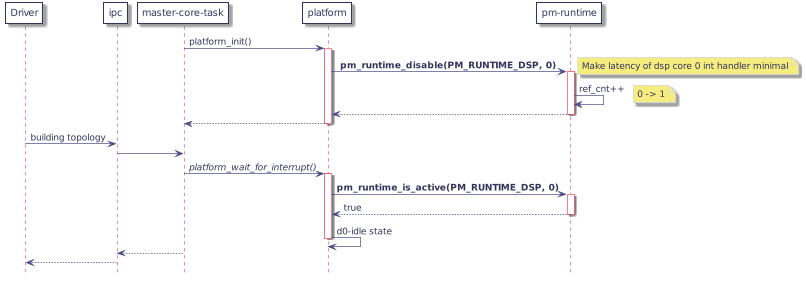 Driver ipc master-core-task platform pm-runtime
platform_init()
pm_runtime_disable(PM_RUNTIME_DSP, 0)
Make latency of dsp core 0 int handler minimal
ref_cnt++
0 -> 1
building topology
platform_wait_for_interrupt()
pm_runtime_is_active(PM_RUNTIME_DSP, 0)
true
d0-idle state